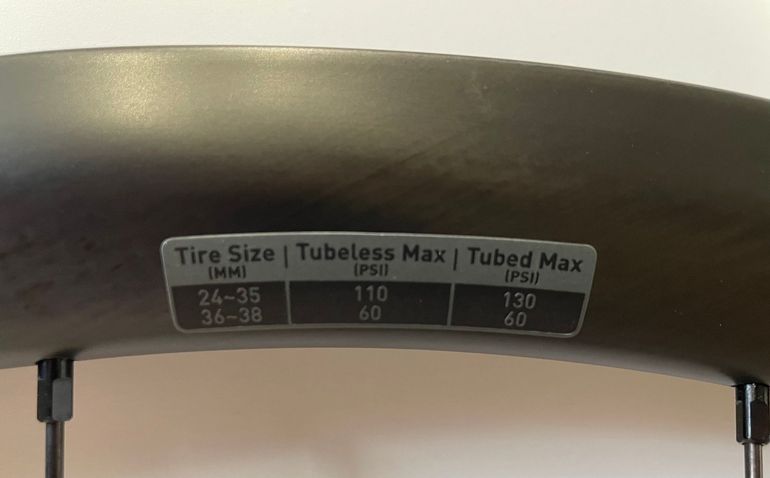 Tire Size | Tubeless Max | Tubed Max
(MM) (PSI) (PSI)
24~35 110 130
36~38 60 60